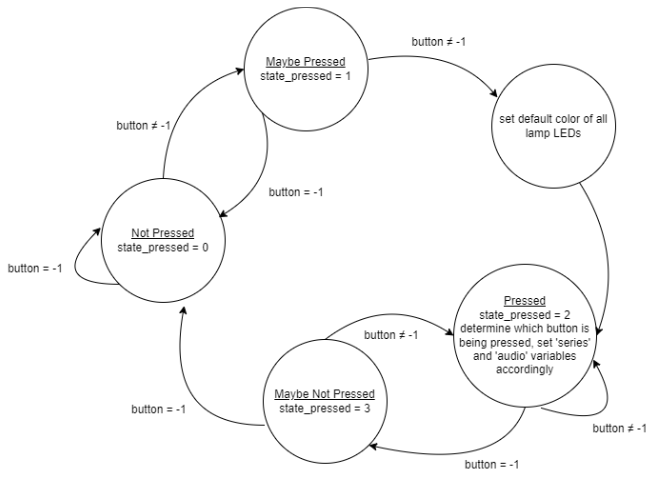 button ≠ -1
Maybe Pressed
state_pressed = 1
set default color of all
lamp LEDs
button ≠ -1
button = -1
Not Pressed
state_pressed = 0
button = -1
Pressed
state_pressed = 2
determine which button is
being pressed, set 'series'
and 'audio' variables
accordingly
button ≠ -1
Maybe Not Pressed
state_pressed = 3
button = -1
button ≠ -1
button = -1